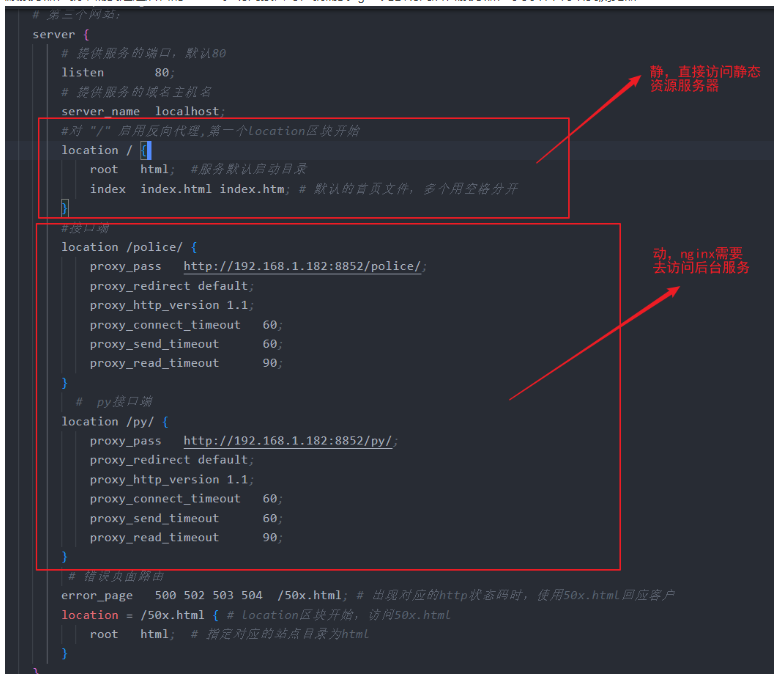 # 第三个网站:
server {
# 提供服务的端口，默认80
listen       80;
# 提供服务的域名主机名
server_name  localhost;
#对 "/" 启用反向代理,第一个location区块开始
location / {
root   html;  #服务默认启动目录
index  index.html index.htm; # 默认的首页文件，多个用空格分开
}
#接口端
location /police/ {
proxy_pass   http://192.168.1.182:8852/police/;
proxy_redirect default;
proxy_http_version 1.1;
proxy_connect_timeout   60;
proxy_send_timeout      60;
proxy_read_timeout      90;
}
#  py接口端
location /py/ {
proxy_pass   http://192.168.1.182:8852/py/;
proxy_redirect default;
proxy_http_version 1.1;
proxy_connect_timeout   60;
proxy_send_timeout      60;
proxy_read_timeout      90;
}
# 错误页面路由
error_page   500 502 503 504  /50x.html; # 出现对应的http状态码时，使用50x.html回应客户
location = /50x.html { # location区块开始，访问50x.html
root   html;  # 指定对应的站点目录为html
}
}
静，直接访问静态
资源服务器
动，nginx需要
去访问后台服务